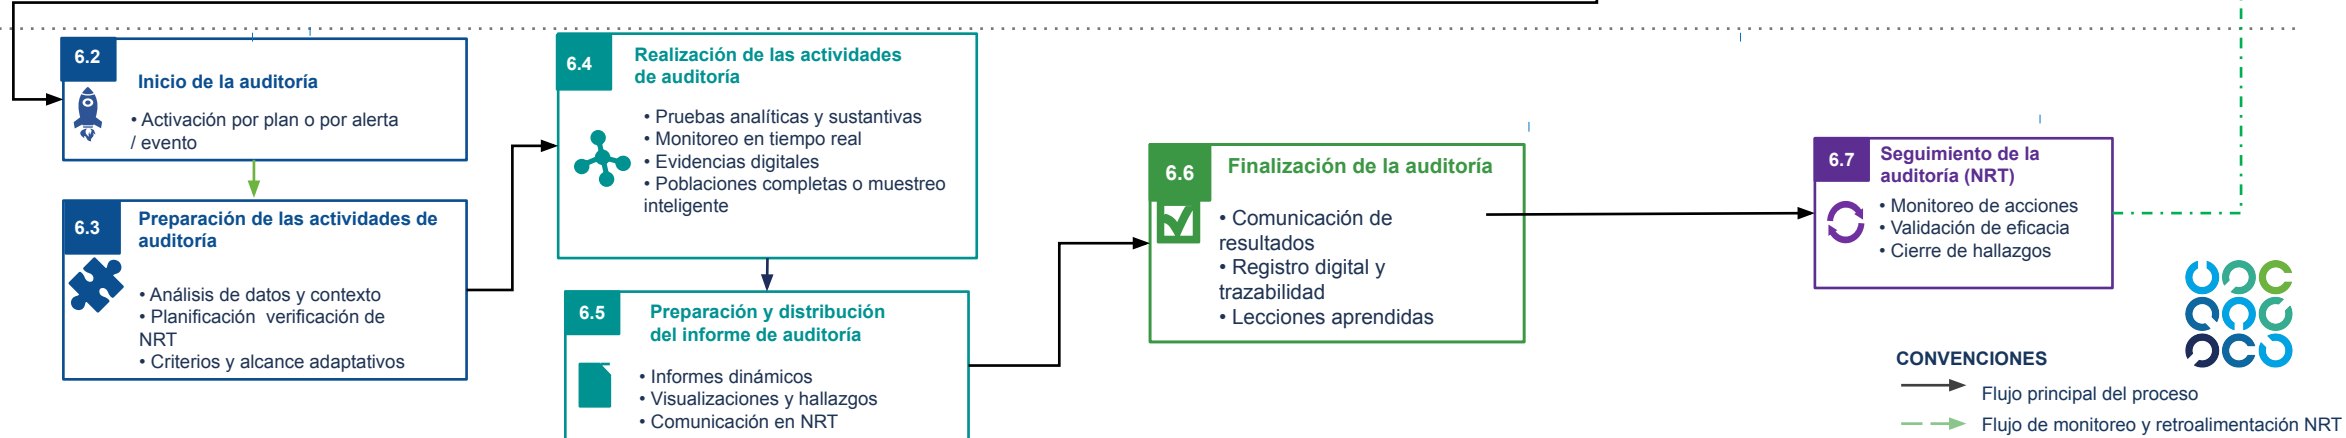 6.2
Inicio de la auditoría
• Activación por plan o por alerta
/ evento
6.3
Preparación de las actividades de
auditoría
• Análisis de datos y contexto
• Planificación verificación de
NRT
• Criterios y alcance adaptativos
6.4
Realización de las actividades
de auditoría
• Pruebas analíticas y sustantivas
• Monitoreo en tiempo real
• Evidencias digitales
• Poblaciones completas o muestreo
inteligente
6.5
Preparación y distribución
del informe de auditoría
• Informes dinámicos
• Visualizaciones y hallazgos
• Comunicación en NRT
6.6
Finalización de la auditoría
• Comunicación de
resultados
• Registro digital y
trazabilidad
• Lecciones aprendidas
6.7
Seguimiento de la
auditoría (NRT)
• Monitoreo de acciones
• Validación de eficacia
• Cierre de hallazgos
CONVENCIONES
Flujo principal del proceso
Flujo de monitoreo y retroalimentación NRT